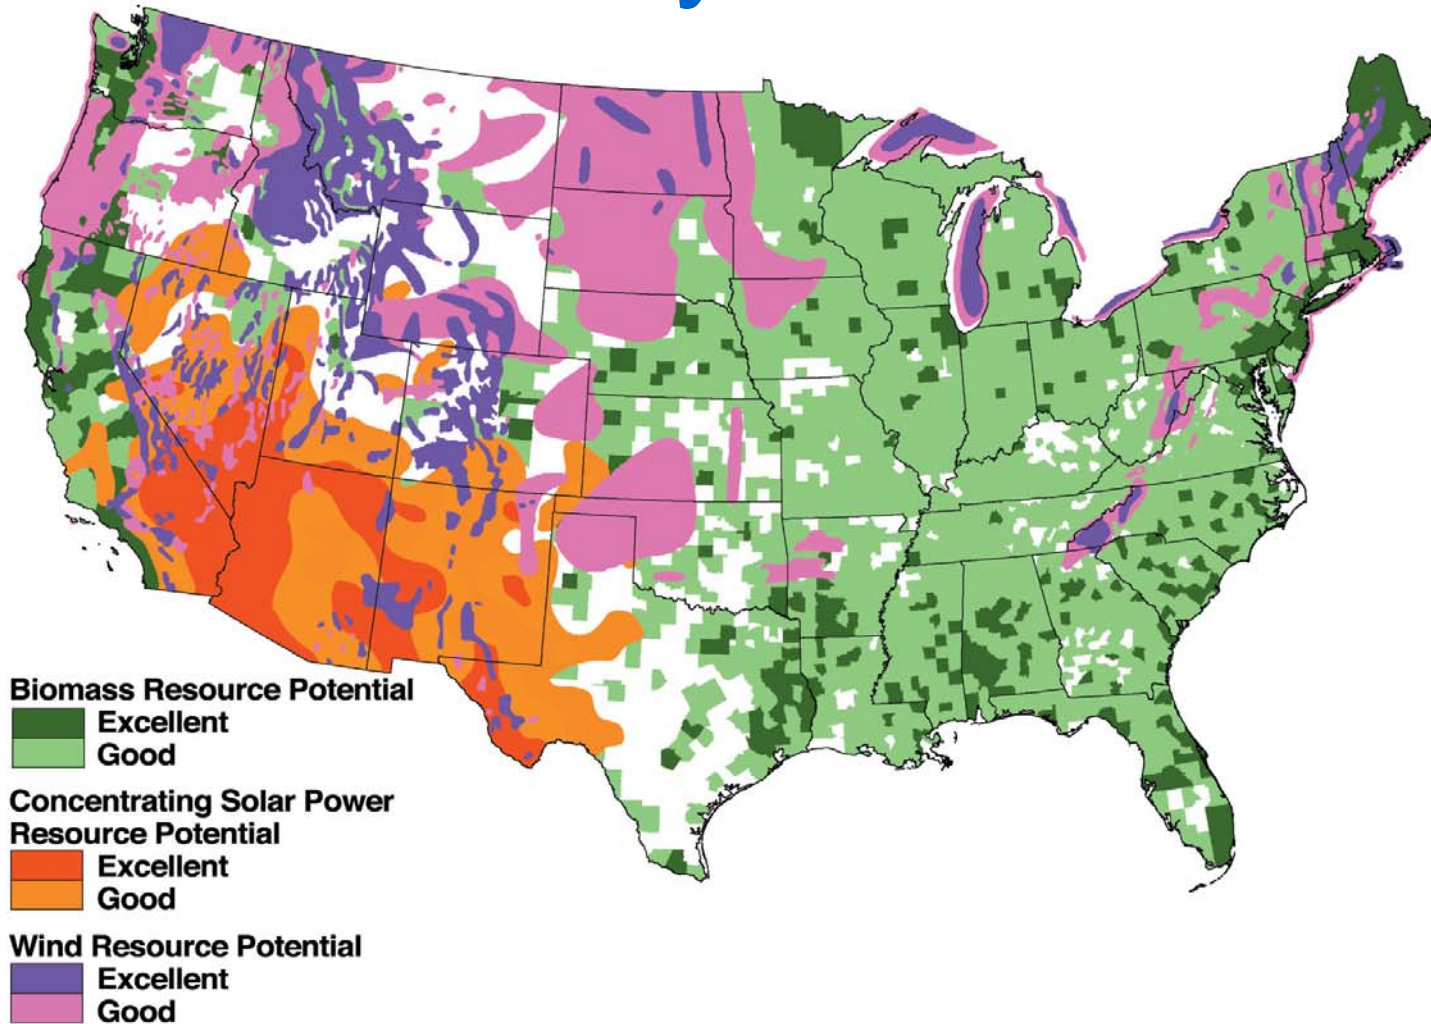 Biomass Resource Potential
Excellent
Good
Concentrating Solar Power
Resource Potential
Excellent
Good
Wind Resource Potential
Excellent
Good